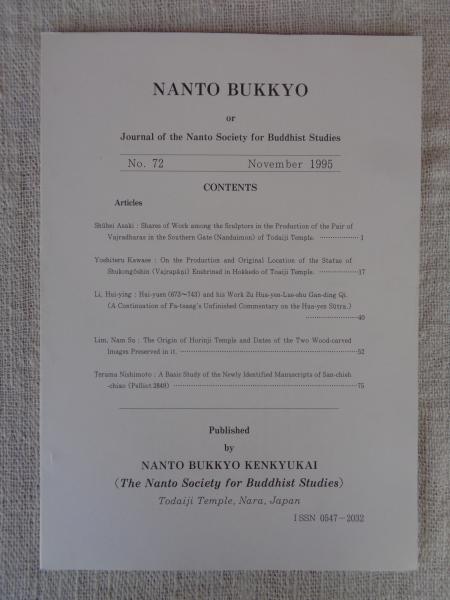 NANTO BUKKYO
or
Journal of the Nanto Society for Buddhist Studies
No. 72 November 1995
CONTENTS
Articles
Shūhei Asaki : Shares of Work among the Sculptors in the Production of the Pair of
Vajradharas in the Southern Gate (Nandaimon) of Todaiji Temple. ………………… 1
Yoshiteru Kawase : On the Production and Original Location of the Statue of
Shukongōshin (Vajrapāṇi) Enshrined in Hokkedo of Toaiji Temple. ……………37
Li, Hui-ying : Hui-yuen (673～743) and his Work Zu Hua-yen-Lue-shu Gan-ding Qi.
(A Continuation of Fa-tsang's Unfinished Commentary on the Hua-yen Sūtra.)
……………………40
Lim, Nam Su : The Origin of Horinji Temple and Dates of the Two Wood-carved
Images Preserved in it. ……………………………………………………………52
Teruma Nishimoto : A Basic Study of the Newly Identified Manuscripts of San-chieh
-chiao (Pelliot 2849) ……………………………………………………………75
Published
by
NANTO BUKKYO KENKYUKAI
(The Nanto Society for Buddhist Studies)
Todaiji Temple, Nara, Japan
ISSN 0547-2032